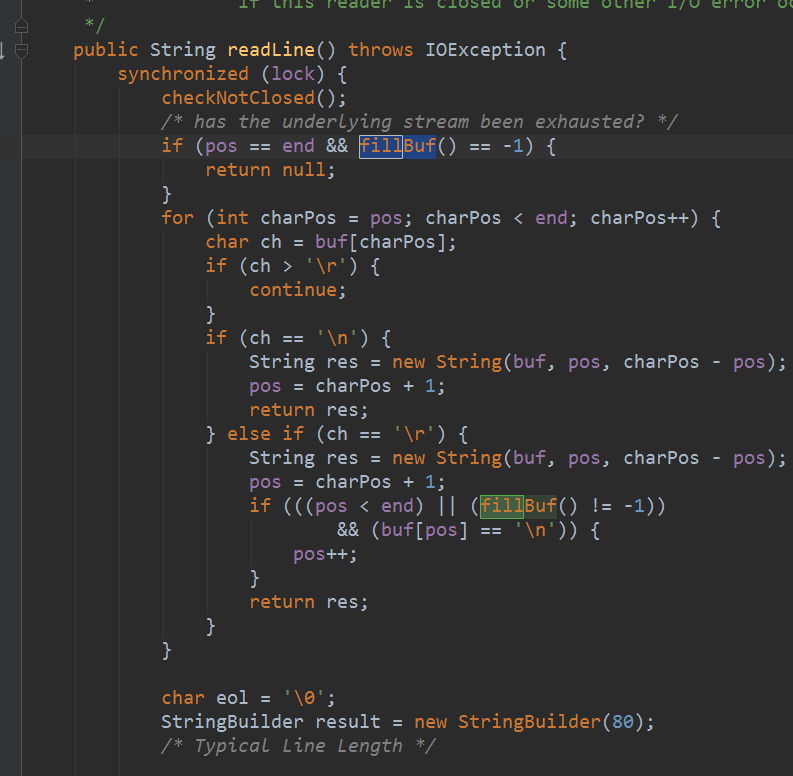 * If this reader is closed or some other I/O error oc
*/
public String readLine() throws IOException {
synchronized (lock) {
checkNotClosed();
/* has the underlying stream been exhausted? */
if (pos == end && fillBuf() == -1) {
return null;
}
for (int charPos = pos; charPos < end; charPos++) {
char ch = buf[charPos];
if (ch > '\r') {
continue;
}
if (ch == '\n') {
String res = new String(buf, pos, charPos - pos);
pos = charPos + 1;
return res;
} else if (ch == '\r') {
String res = new String(buf, pos, charPos - pos);
pos = charPos + 1;
if (((pos < end) || (fillBuf() != -1))
&& (buf[pos] == '\n')) {
pos++;
}
return res;
}
}
char eol = '\0';
StringBuilder result = new StringBuilder(80);
/* Typical Line Length */